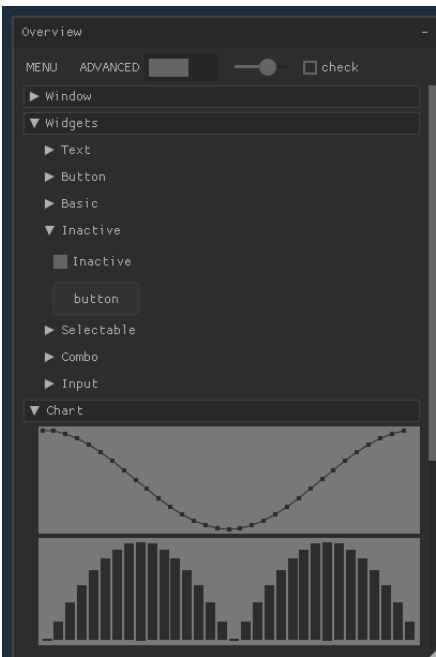 Overview
MENU ADVANCED check
Window
Widgets
Text
Button
Basic
Inactive
Inactive
button
Selectable
Combo
Input
Chart